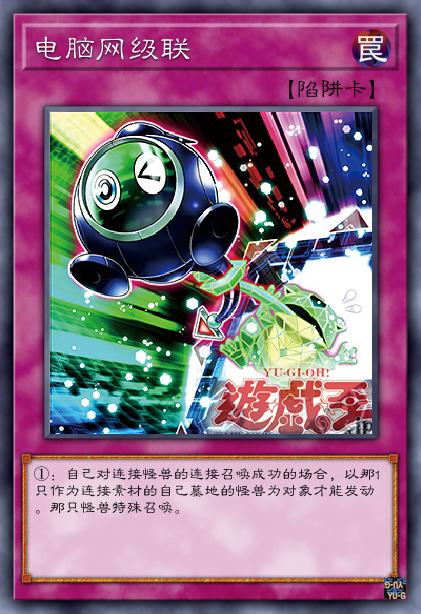 电脑网级联
罠
【陷阱卡】
YU-GI-OH!
遊戯王
.jp
①：自己对连接怪兽的连接召唤成功的场合，以那1
只作为连接素材的自己墓地的怪兽为对象才能发动
。那只怪兽特殊召唤。
YU-G